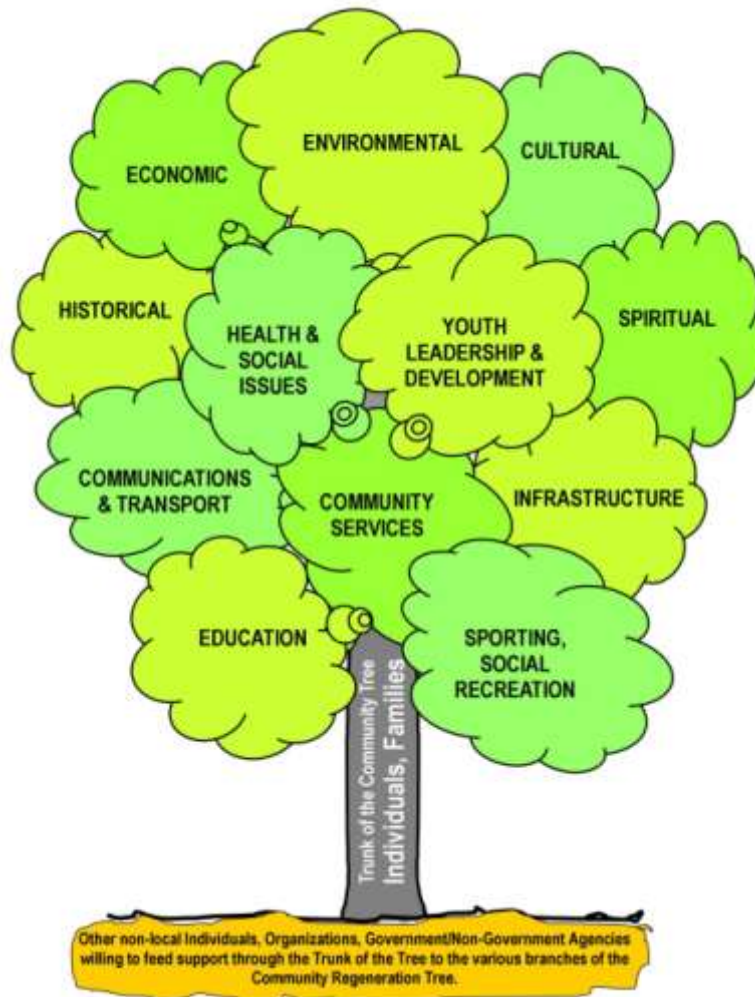 ENVIRONMENTAL
CULTURAL
ECONOMIC
HISTORICAL
HEALTH &
SOCIAL
ISSUES
YOUTH
LEADERSHIP &
DEVELOPMENT
SPIRITUAL
COMMUNICATIONS
& TRANSPORT
COMMUNITY
SERVICES
INFRASTRUCTURE
EDUCATION
SPORTING,
SOCIAL
RECREATION
Trunk of the Community Tree
Individuals, Families
Other non-local Individuals, Organizations, Government/Non-Government Agencies
willing to feed support through the Trunk of the Tree to the various branches of the
Community Regeneration Tree.